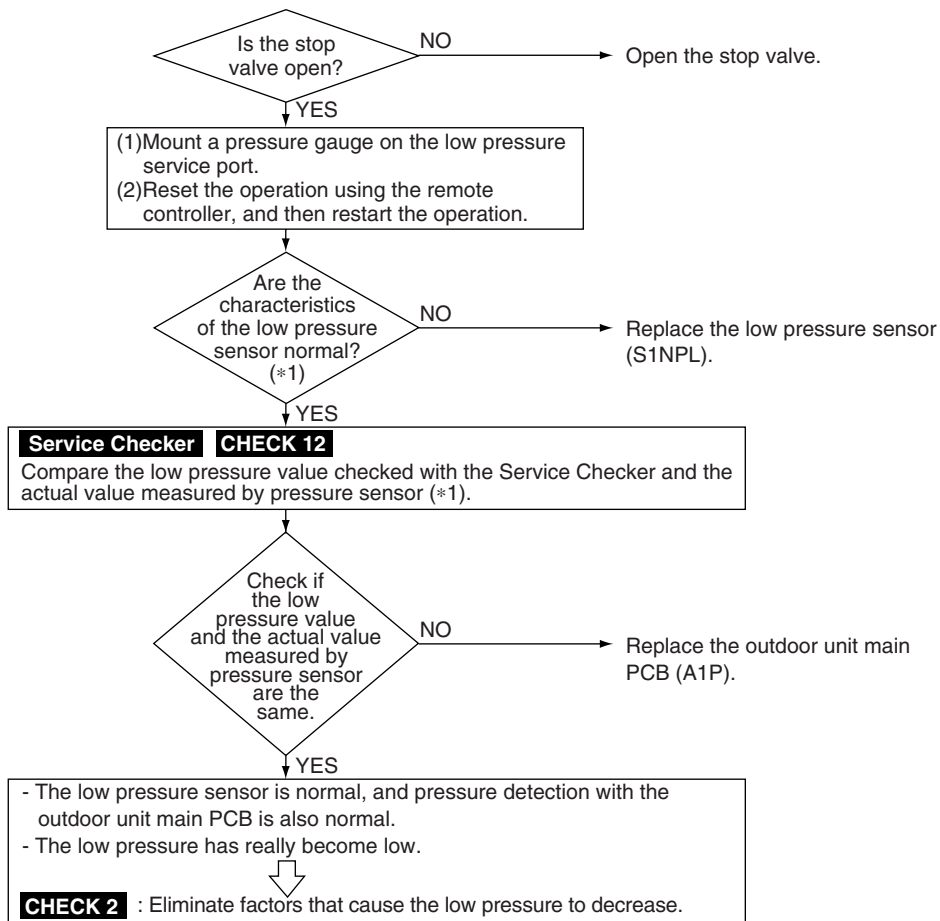 Is the stop
valve open?
NO
Open the stop valve.
YES
(1)Mount a pressure gauge on the low pressure
service port.
(2)Reset the operation using the remote
controller, and then restart the operation.
Are the
characteristics
of the low pressure
sensor normal?
(*1)
NO
Replace the low pressure sensor
(S1NPL).
YES
Service Checker CHECK 12
Compare the low pressure value checked with the Service Checker and the
actual value measured by pressure sensor (*1).
Check if
the low
pressure value
and the actual value
measured by
pressure sensor
are the
same.
NO
Replace the outdoor unit main
PCB (A1P).
YES
- The low pressure sensor is normal, and pressure detection with the
outdoor unit main PCB is also normal.
- The low pressure has really become low.
CHECK 2 : Eliminate factors that cause the low pressure to decrease.